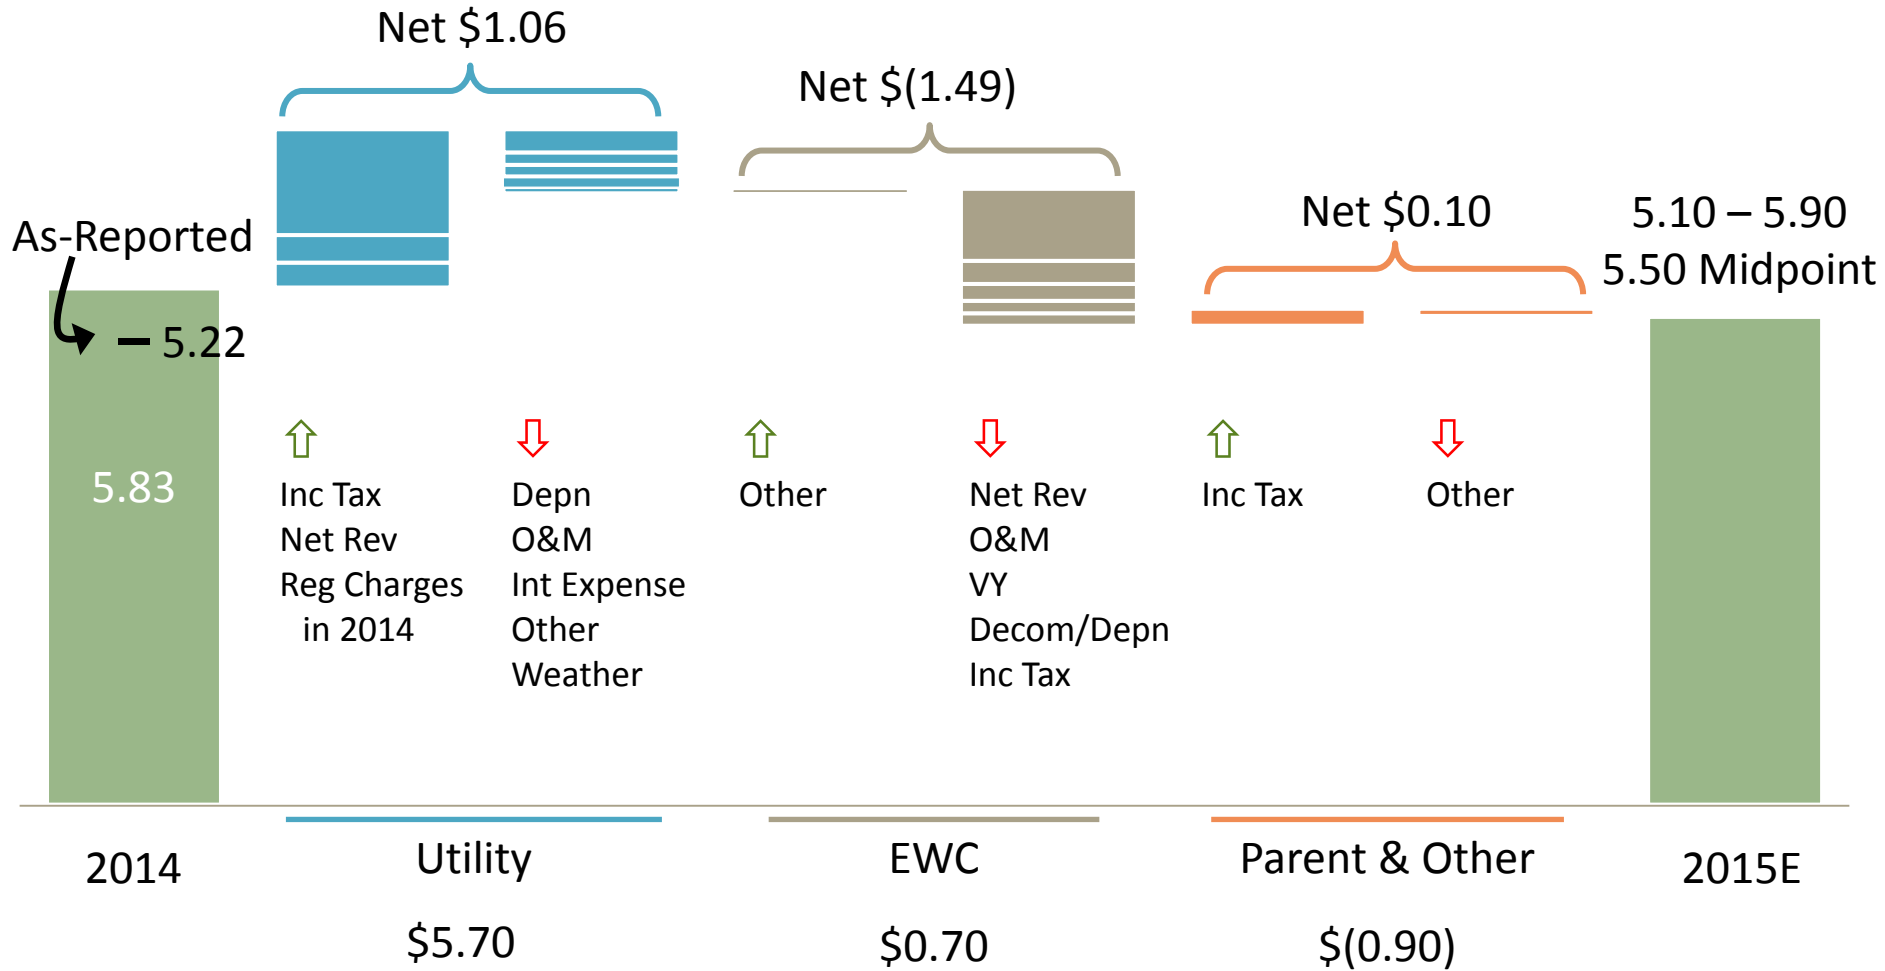 Net $1.06
Net $(1.49)
Net $0.10
5.10 – 5.90
5.50 Midpoint
As-Reported
– 5.22
5.83
Inc Tax
Net Rev
Reg Charges
in 2014
Depn
O&M
Int Expense
Other
Weather
Other
Net Rev
O&M
VY
Decom/Depn
Inc Tax
Inc Tax
Other
2014
Utility
EWC
Parent & Other
2015E
$5.70
$0.70
$(0.90)